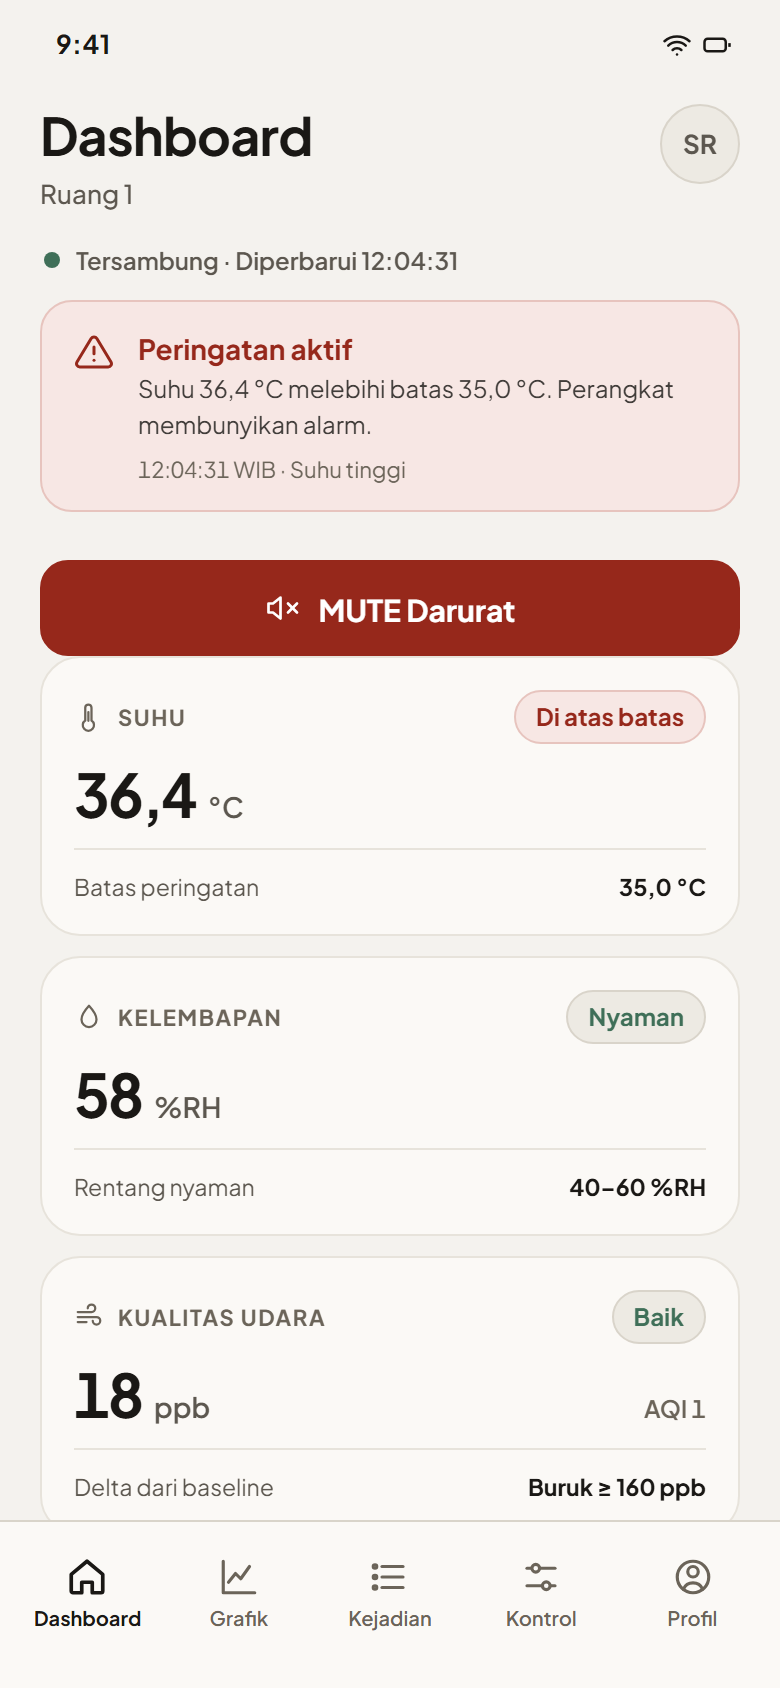 9:41
Dashboard
SR
Ruang 1
Tersambung · Diperbarui 12:04:31
Peringatan aktif
Suhu 36,4 °C melebihi batas 35,0 °C. Perangkat
membunyikan alarm.
12:04:31 WIB · Suhu tinggi
MUTE Darurat
SUHU
Di atas batas
36,4 °C
Batas peringatan
35,0 °C
KELEMBAPAN
Nyaman
58 %RH
Rentang nyaman
40–60 %RH
KUALITAS UDARA
Baik
18 ppb
AQI 1
Delta dari baseline
Buruk ≥ 160 ppb
Dashboard
Grafik
Kejadian
Kontrol
Profil